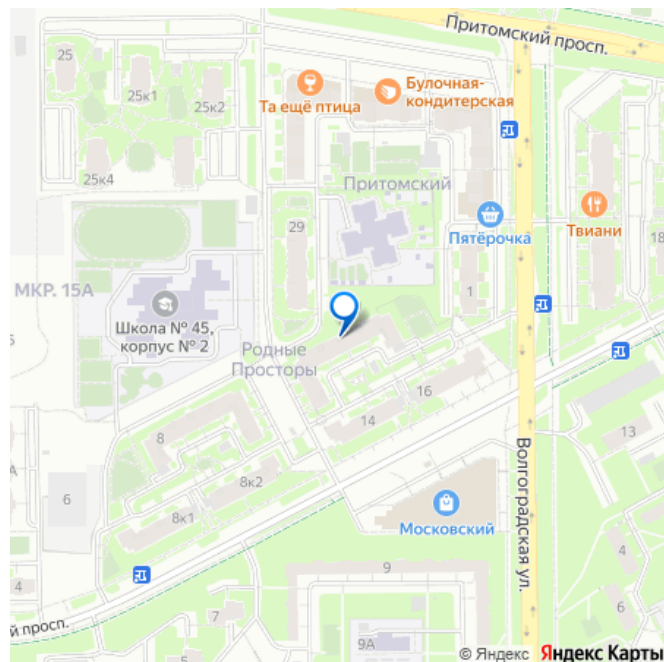 Притомский просп.
25
25к1
25к2
25к4
Та ещё птица
Булочная-
кондитерская
Притомский
29
Пятёрочка
Твиани
18
1
МКР. 15А
Школа № 45,
корпус № 2
Родные
Просторы
16
14
8
8к2
8к1
6
13
Волгоградская ул.
Московский
9
9А
7
4
6
й просп.
© Яндекс Яндекс Карты